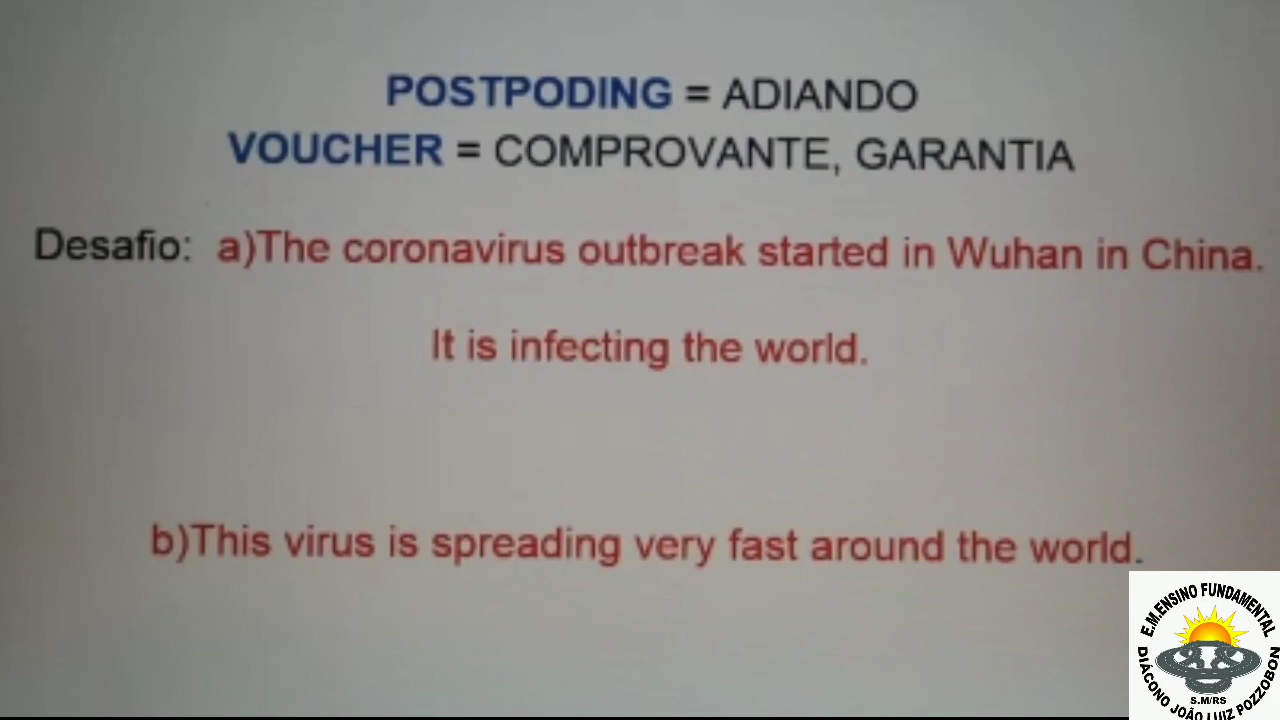 POSTPODING = ADIANDO
VOUCHER = COMPROVANTE, GARANTIA
Desafio: a)The coronavirus outbreak started in Wuhan in China.
It is infecting the world.
b)This virus is spreading very fast around the world.
E.M.ENSINO FUNDAMENTAL
S.M/RS
DIÁCONO JOÃO LUIZ POZZOBON